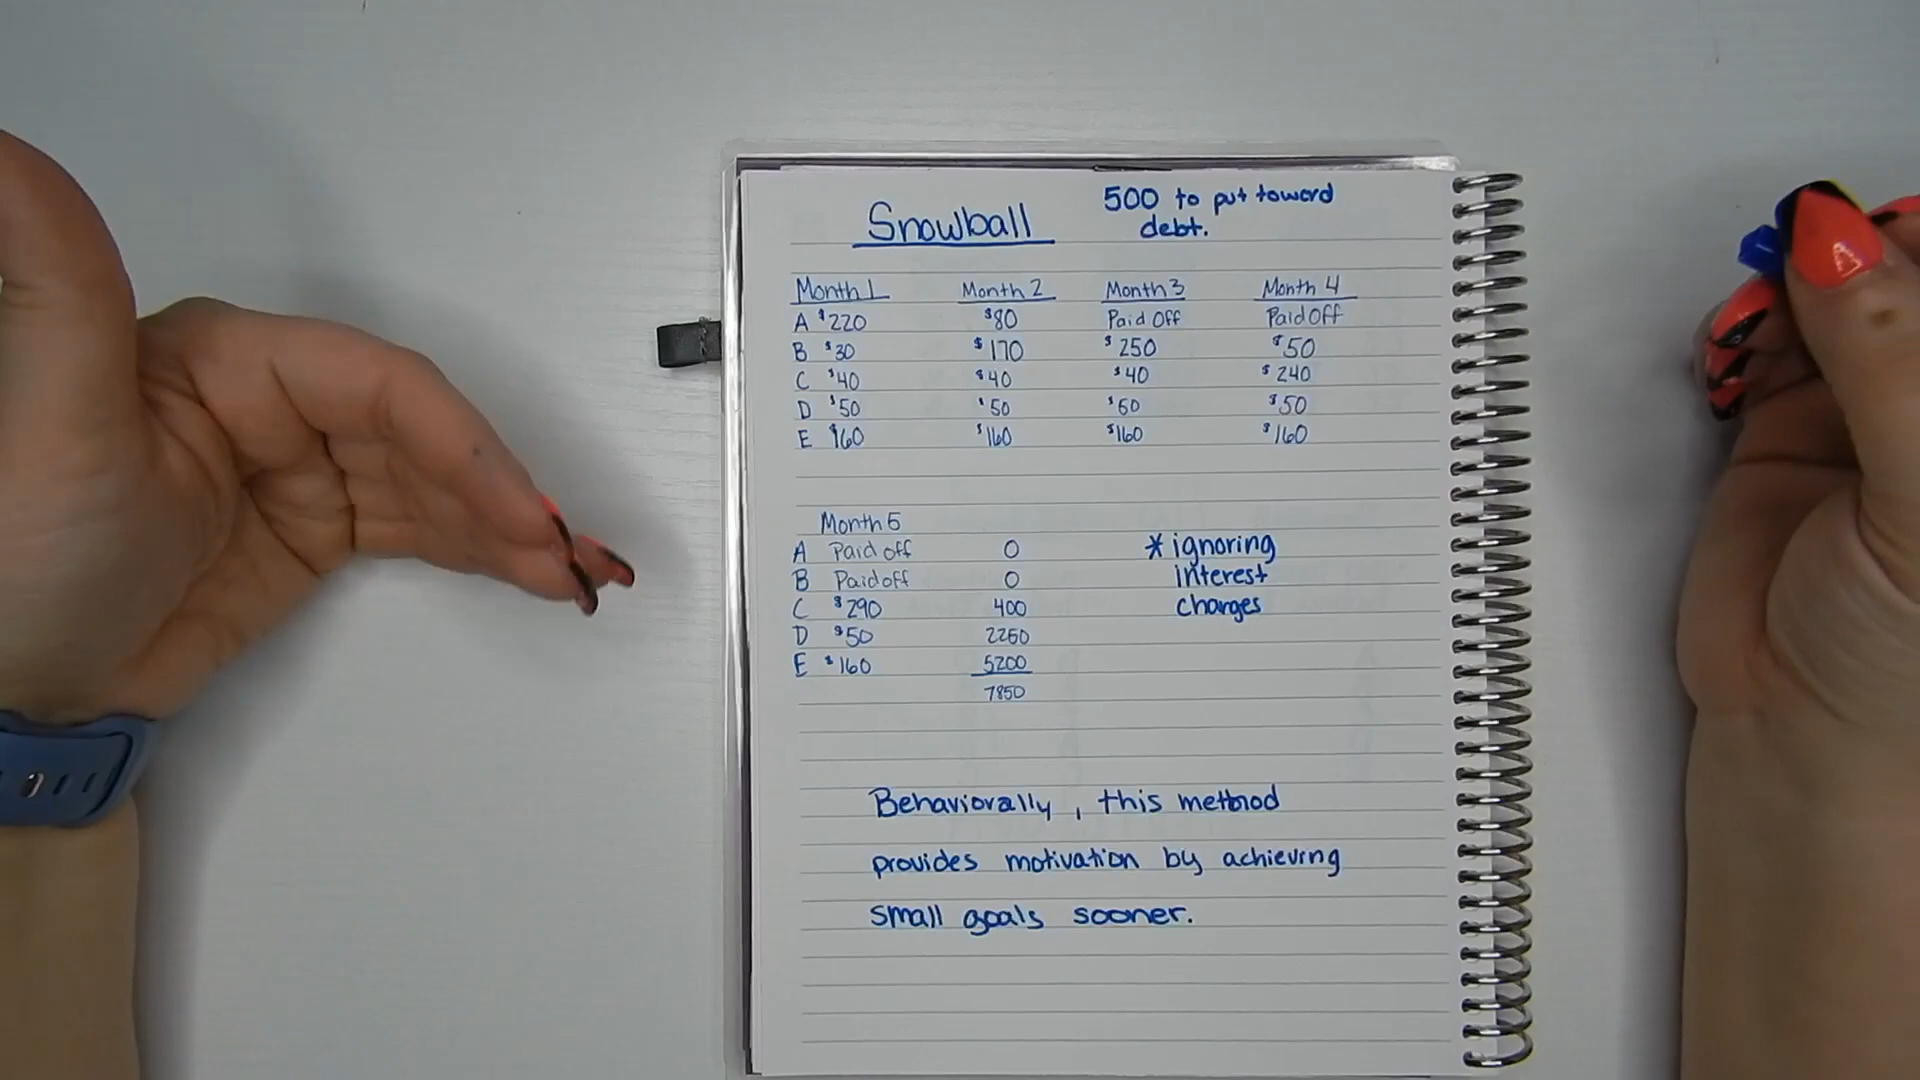 Snowball
500 to put toward
debt.
Month 1 Month 2 Month 3 Month 4
A $220 $80 Paid Off Paid Off
B $30 $170 $250 $50
C $40 $40 $40 $240
D $50 $50 $50 $50
E $160 $160 $160 $160
Month 5
A Paid off 0
B Paid off 0
C $290 400
D $50 2250
E $160 5200
7850
* ignoring
interest
charges
Behaviorally, this method
provides motivation by achieving
small goals sooner.